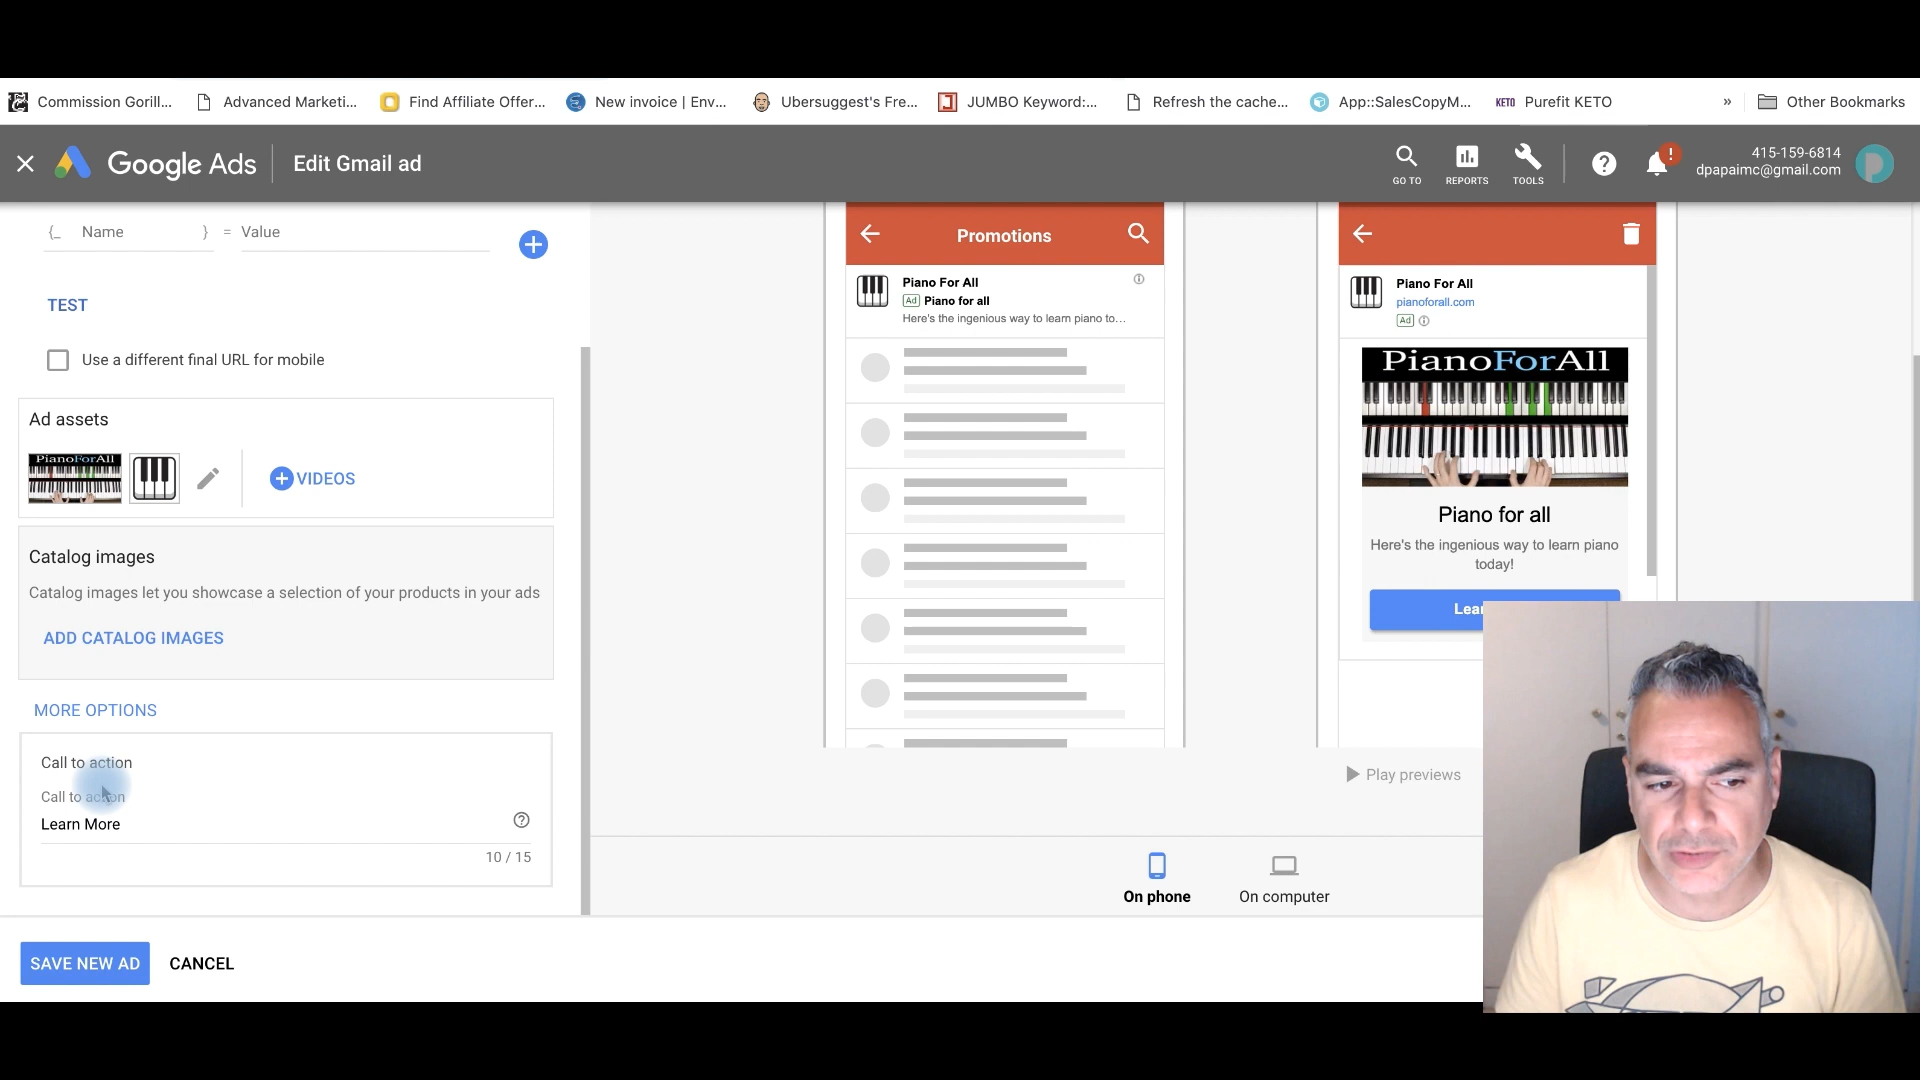 Commission Gorill...
Advanced Marketi...
Find Affiliate Offer...
New invoice | Env...
Ubersuggest's Fre...
JUMBO Keyword:...
Refresh the cache...
App::SalesCopyM...
KETO Purefit KETO
»
Other Bookmarks
Google Ads
Edit Gmail ad
GO TO
REPORTS
TOOLS
415-159-6814
dpapaimc@gmail.com
{_ Name } = Value
TEST
Use a different final URL for mobile
Ad assets
PianoForAll
VIDEOS
Catalog images
Catalog images let you showcase a selection of your products in your ads
ADD CATALOG IMAGES
MORE OPTIONS
Call to action
Call to action
Learn More
10 / 15
SAVE NEW AD
CANCEL
Promotions
Piano For All
Ad Piano for all
Here's the ingenious way to learn piano to...
Piano For All
pianoforall.com
Ad
PianoForAll
Piano for all
Here's the ingenious way to learn piano
today!
Lear
Play previews
On phone
On computer